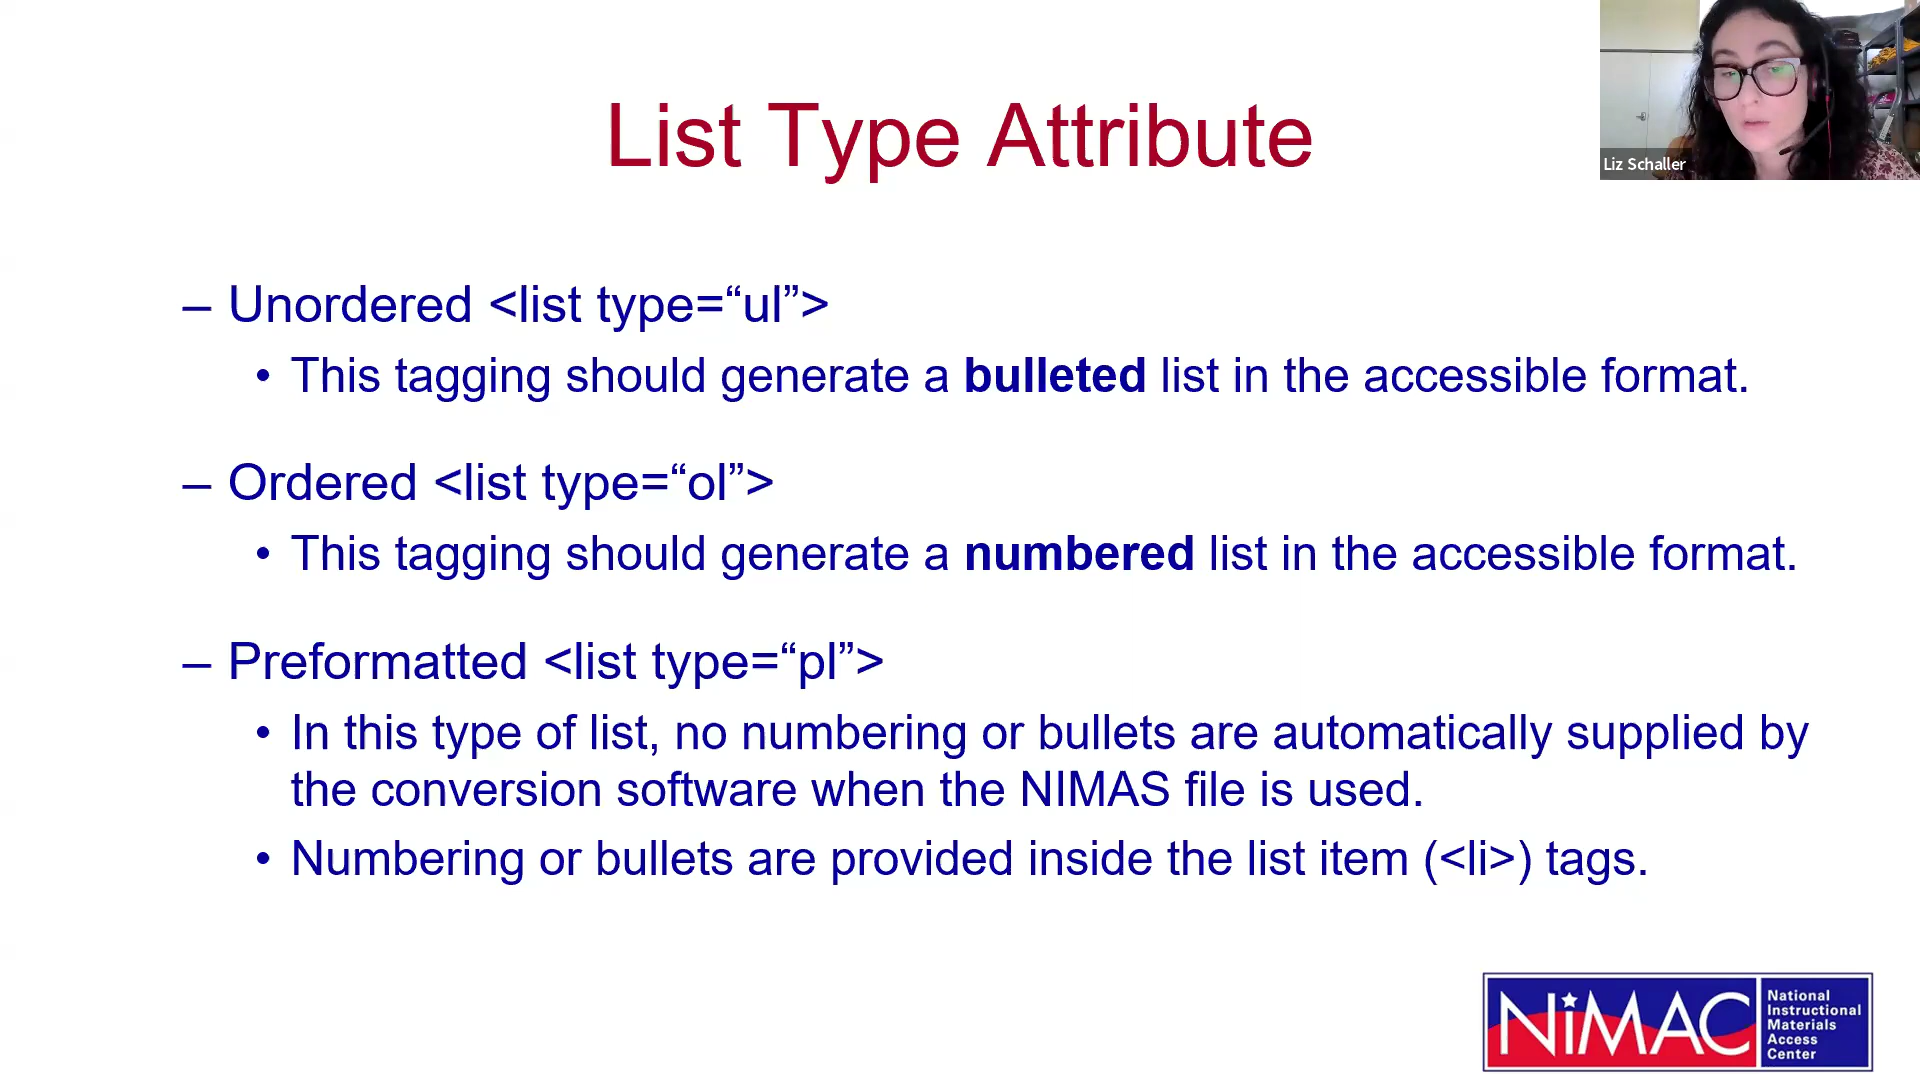 List Type Attribute
Liz Schaller
– Unordered <list type=“ul”>
• This tagging should generate a bulleted list in the accessible format.
– Ordered <list type=“ol”>
• This tagging should generate a numbered list in the accessible format.
– Preformatted <list type=“pl”>
• In this type of list, no numbering or bullets are automatically supplied by
the conversion software when the NIMAS file is used.
• Numbering or bullets are provided inside the list item (<li>) tags.
NiMAC
National
Instructional
Materials
Access
Center